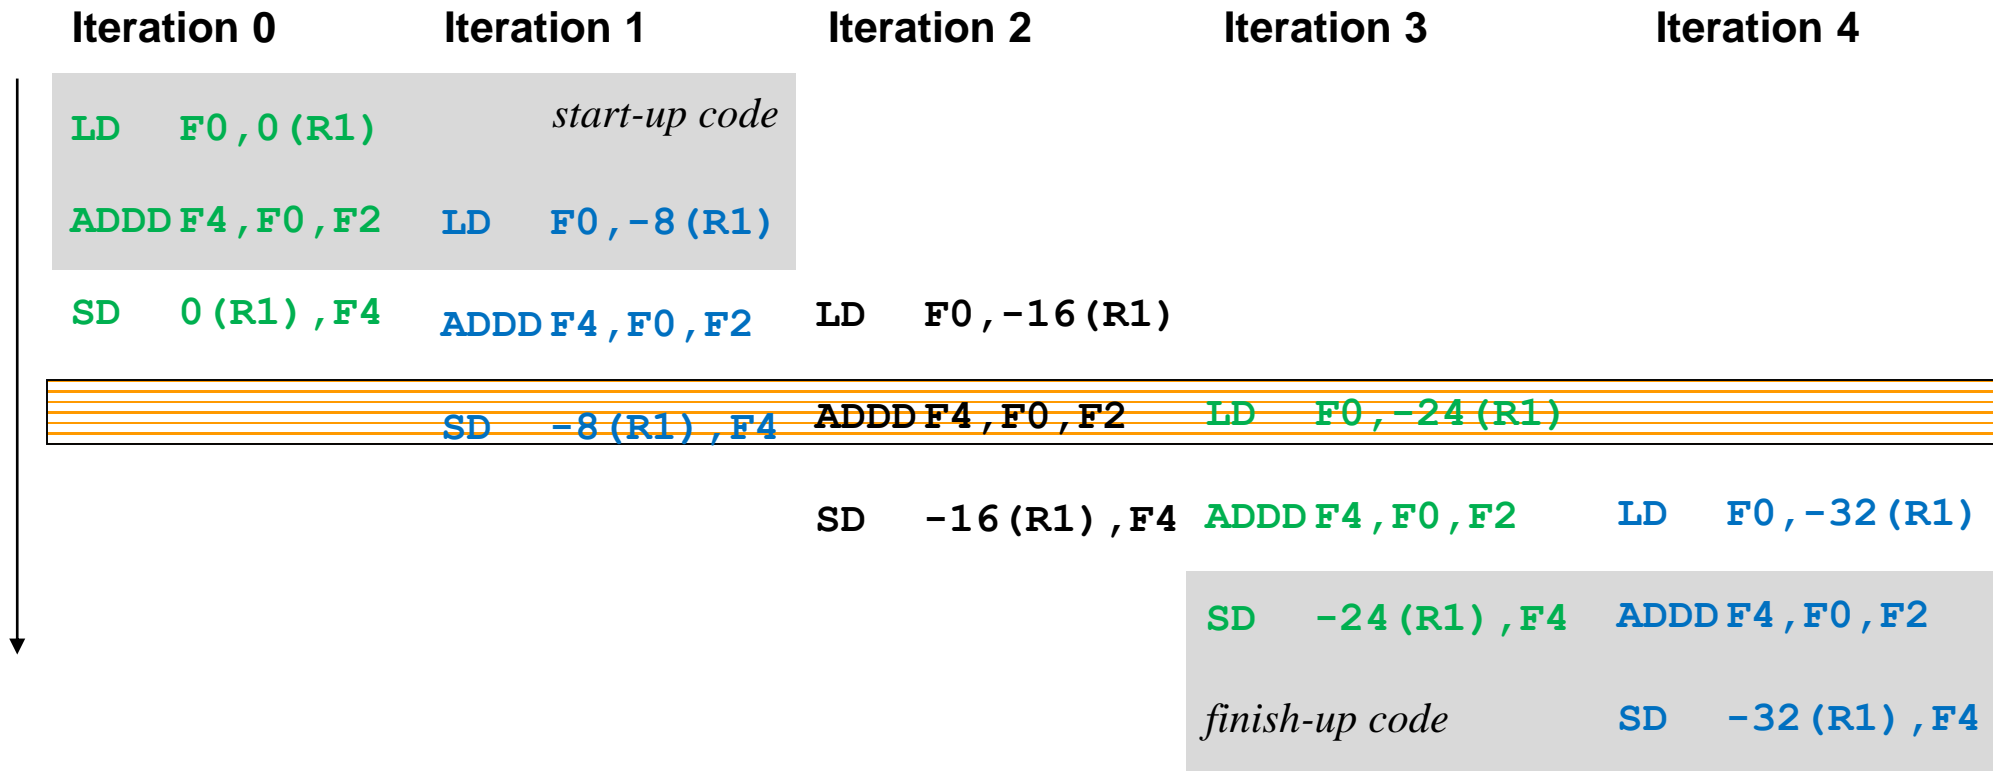 Iteration 0 Iteration 1 Iteration 2 Iteration 3 Iteration 4
LD F0,0(R1) start-up code
ADDD F4,F0,F2 LD F0,-8(R1)
SD 0(R1),F4 ADDD F4,F0,F2 LD F0,-16(R1)
SD -8(R1),F4 ADDD F4,F0,F2 LD F0,-24(R1)
SD -16(R1),F4 ADDD F4,F0,F2 LD F0,-32(R1)
SD -24(R1),F4 ADDD F4,F0,F2
finish-up code SD -32(R1),F4